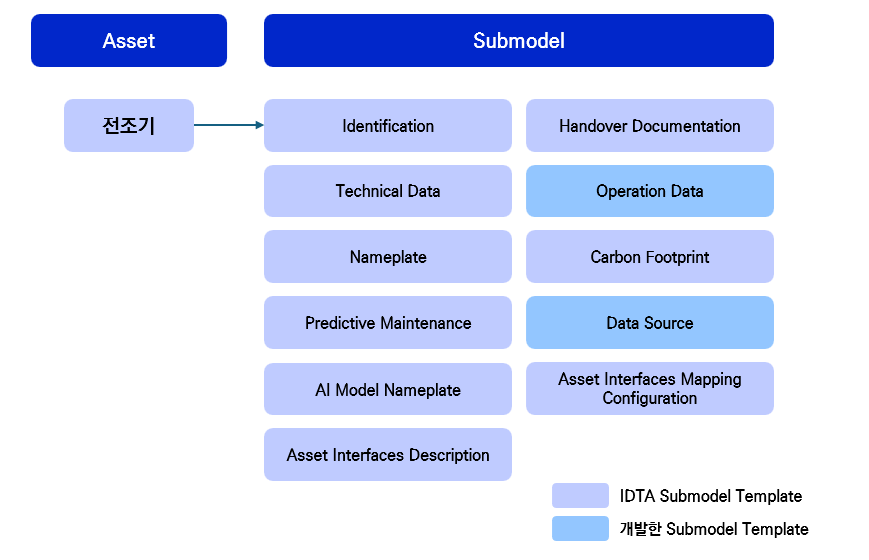 Asset
Submodel
전조기
Identification
Handover Documentation
Technical Data
Operation Data
Nameplate
Carbon Footprint
Predictive Maintenance
Data Source
AI Model Nameplate
Asset Interfaces Mapping
Configuration
Asset Interfaces Description
IDTA Submodel Template
개발한 Submodel Template